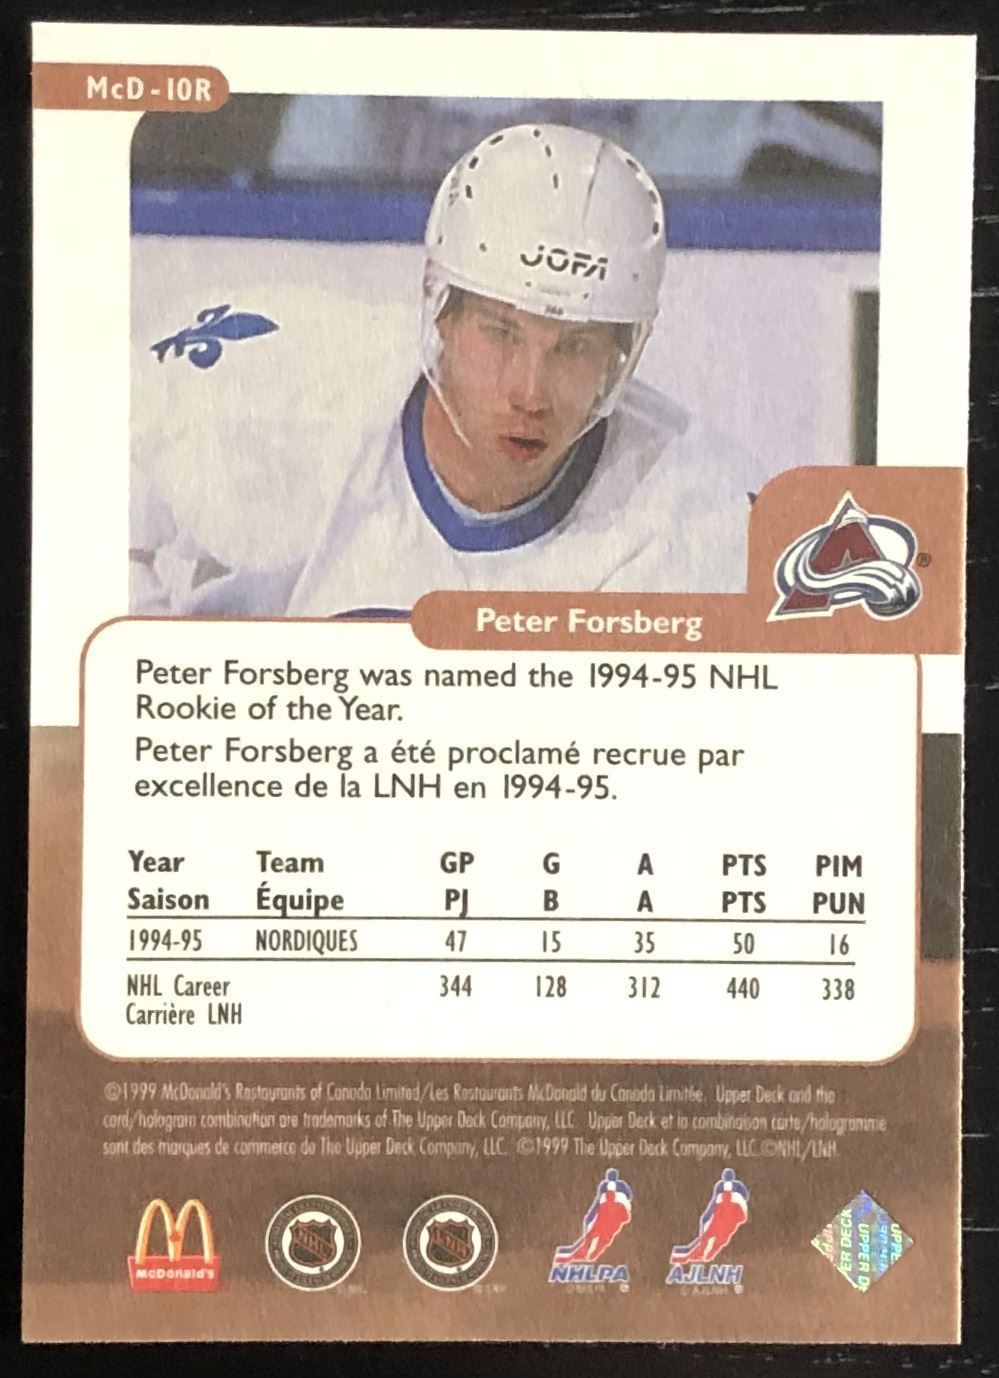 McD-10R
JOFA
Peter Forsberg
Peter Forsberg was named the 1994-95 NHL
Rookie of the Year.
Peter Forsberg a été proclamé recrue par
excellence de la LNH en 1994-95.
Year Team GP G A PTS PIM
Saison Équipe PJ B A PTS PUN
1994-95 NORDIQUES 47 15 35 50 16
NHL Career 344 128 312 440 338
Carrière LNH
©1999 McDonald's Restaurants of Canada Limited/Les Restaurants McDonald du Canada Limitée. Upper Deck and the
card/hologram combination are trademarks of The Upper Deck Company, LLC. Upper Deck et la combinaison carte/hologramme
sont des marques de commerce de The Upper Deck Company, LLC. ©1999 The Upper Deck Company, LLC ©NHL/LNH.
McDonald's NHL LNH NHLPA AJLNH
UPPER DECK